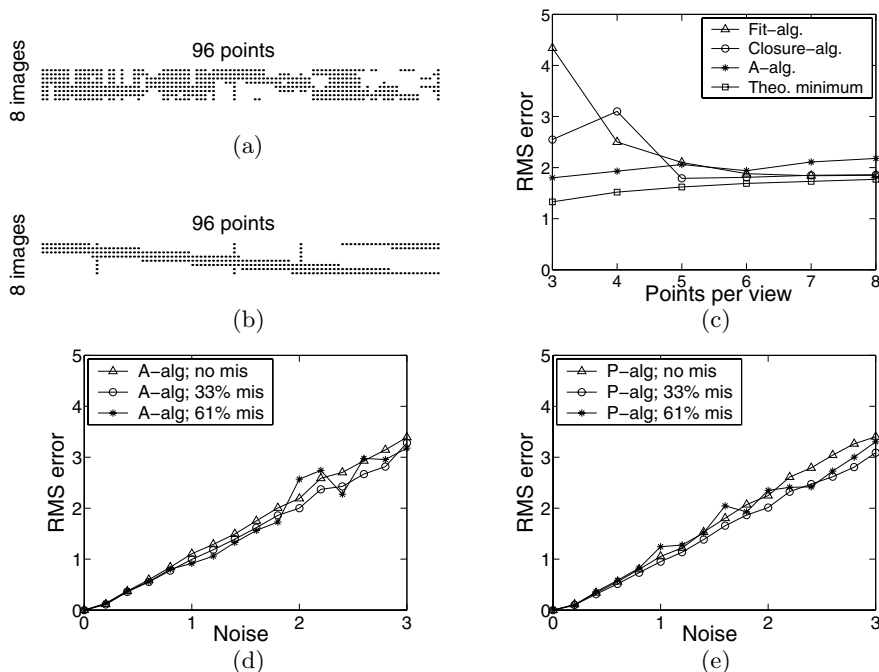 96 points
8 images
(a)
96 points
8 images
(b)
5
4
3
2
1
0
RMS error
Fit−alg.
Closure−alg.
A−alg.
Theo. minimum
3 4 5 6 7 8
Points per view
(c)
5
4
3
2
1
0
RMS error
A−alg; no mis
A−alg; 33% mis
A−alg; 61% mis
0 1 2 3
Noise
(d)
5
4
3
2
1
0
RMS error
P−alg; no mis
P−alg; 33% mis
P−alg; 61% mis
0 1 2 3
Noise
(e)